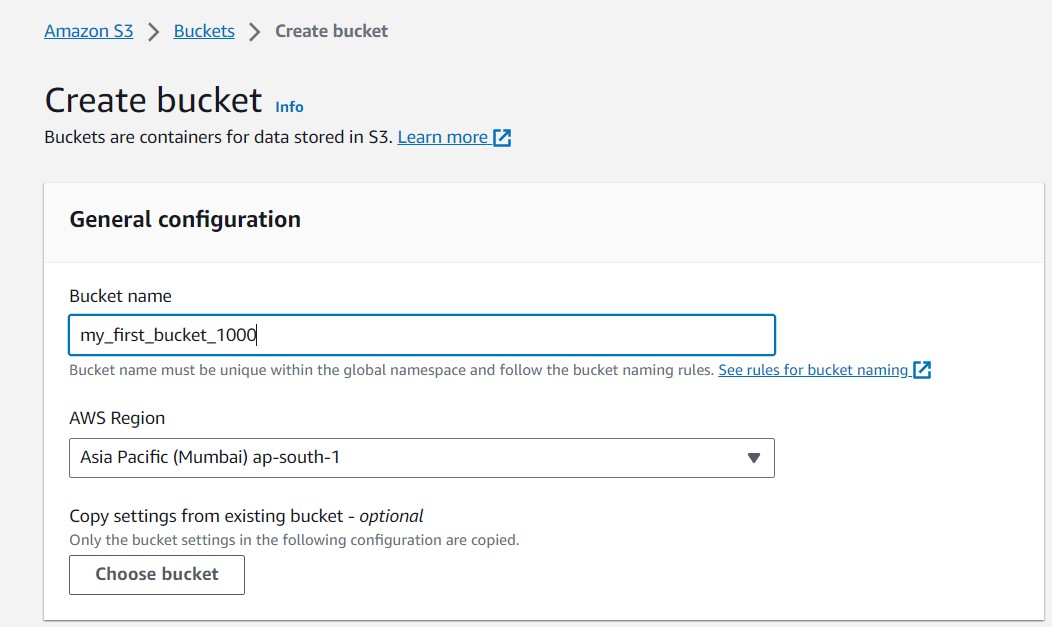 Amazon S3 > Buckets > Create bucket
Create bucket Info
Buckets are containers for data stored in S3. Learn more
General configuration
Bucket name
my_first_bucket_1000
Bucket name must be unique within the global namespace and follow the bucket naming rules. See rules for bucket naming
AWS Region
Asia Pacific (Mumbai) ap-south-1
Copy settings from existing bucket - optional
Only the bucket settings in the following configuration are copied.
Choose bucket